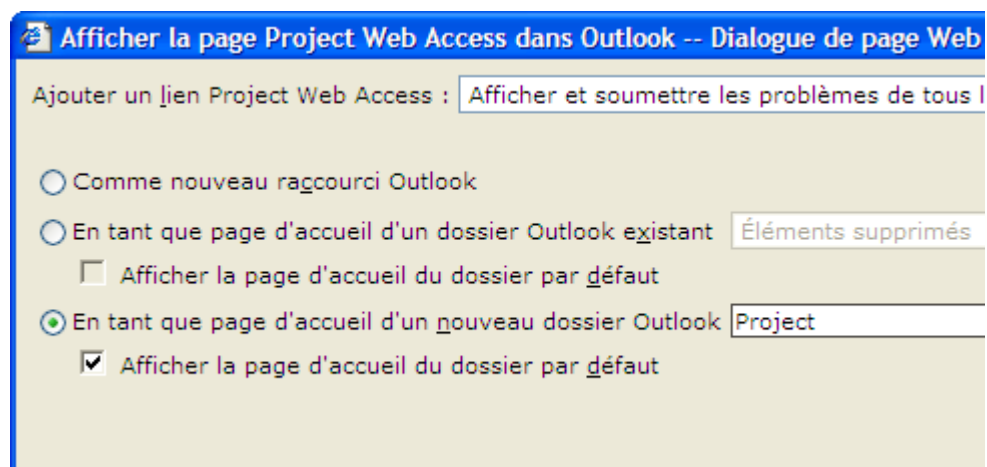 Afficher la page Project Web Access dans Outlook -- Dialogue de page Web
Ajouter un lien Project Web Access : Afficher et soumettre les problèmes de tous l
Comme nouveau raccourci Outlook
En tant que page d'accueil d'un dossier Outlook existant Éléments supprimés
Afficher la page d'accueil du dossier par défaut
En tant que page d'accueil d'un nouveau dossier Outlook Project
Afficher la page d'accueil du dossier par défaut